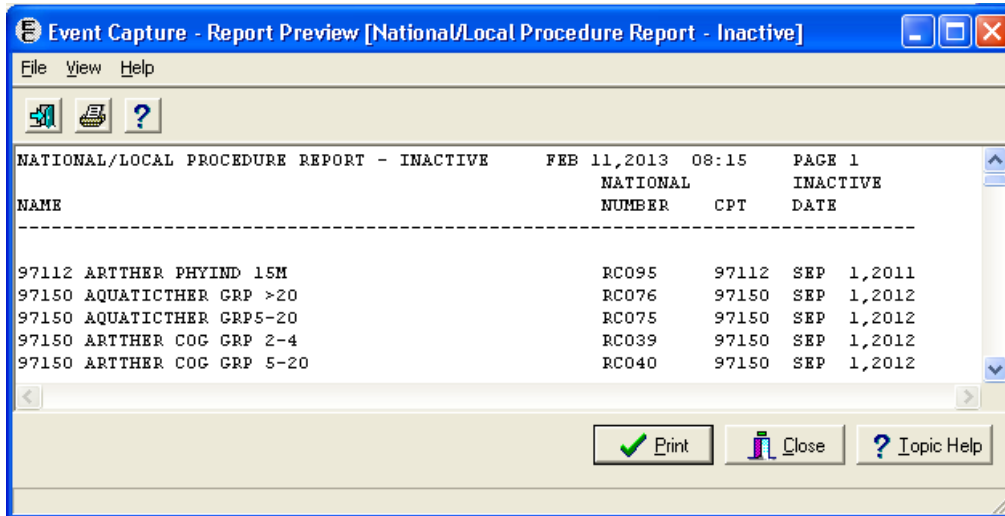 Event Capture - Report Preview [National/Local Procedure Report - Inactive]
File View Help
NATIONAL/LOCAL PROCEDURE REPORT - INACTIVE FEB 11,2013 08:15 PAGE 1
NATIONAL INACTIVE
NAME NUMBER CPT DATE
--------------------------------------------------------------------------------
97112 ARTTHER PHYIND 15M RC095 97112 SEP 1,2011
97150 AQUATICTHER GRP >20 RC076 97150 SEP 1,2012
97150 AQUATICTHER GRP5-20 RC075 97150 SEP 1,2012
97150 ARTTHER COG GRP 2-4 RC039 97150 SEP 1,2012
97150 ARTTHER COG GRP 5-20 RC040 97150 SEP 1,2012
Print Close ? Topic Help